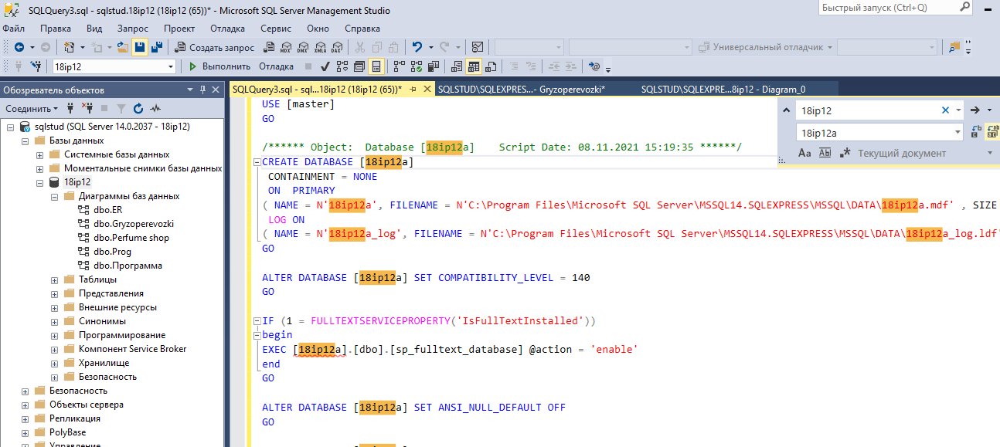 SQLQuery3.sql - sqlstud.18ip12 (18ip12 (65))* - Microsoft SQL Server Management Studio
Быстрый запуск (Ctrl+Q)
Файл Правка Вид Запрос Проект Отладка Сервис Окно Справка
Создать запрос MDX DMX XMLA DAX Универсальный отладчик
18ip12 Выполнить Отладка
Обозреватель объектов
SQLQuery3.sql - sql...18ip12 (18ip12 (65))* SQLSTUD\SQLEXPRES...- Gryzoperevozki* SQLSTUD\SQLEXPRE...8ip12 - Diagram_0
Соединить
sqlstud (SQL Server 14.0.2037 - 18ip12)
Базы данных
Системные базы данных
Моментальные снимки базы данных
18ip12
Диаграммы баз данных
dbo.ER
dbo.Gryzoperevozki
dbo.Perfume shop
dbo.Prog
dbo.Программа
Таблицы
Представления
Внешние ресурсы
Синонимы
Программирование
Компонент Service Broker
Хранилище
Безопасность
Безопасность
Объекты сервера
Репликация
PolyBase
Управление
USE [master]
GO
/****** Object:  Database [18ip12a]    Script Date: 08.11.2021 15:19:35 ******/
CREATE DATABASE [18ip12a]
CONTAINMENT = NONE
ON  PRIMARY
( NAME = N'18ip12a', FILENAME = N'C:\Program Files\Microsoft SQL Server\MSSQL14.SQLEXPRESS\MSSQL\DATA\18ip12a.mdf' , SIZE
LOG ON
( NAME = N'18ip12a_log', FILENAME = N'C:\Program Files\Microsoft SQL Server\MSSQL14.SQLEXPRESS\MSSQL\DATA\18ip12a_log.ldf'
GO
ALTER DATABASE [18ip12a] SET COMPATIBILITY_LEVEL = 140
GO
IF (1 = FULLTEXTSERVICEPROPERTY('IsFullTextInstalled'))
begin
EXEC [18ip12a].[dbo].[sp_fulltext_database] @action = 'enable'
end
GO
ALTER DATABASE [18ip12a] SET ANSI_NULL_DEFAULT OFF
GO
18ip12
18ip12a
Aa Ab Текущий документ